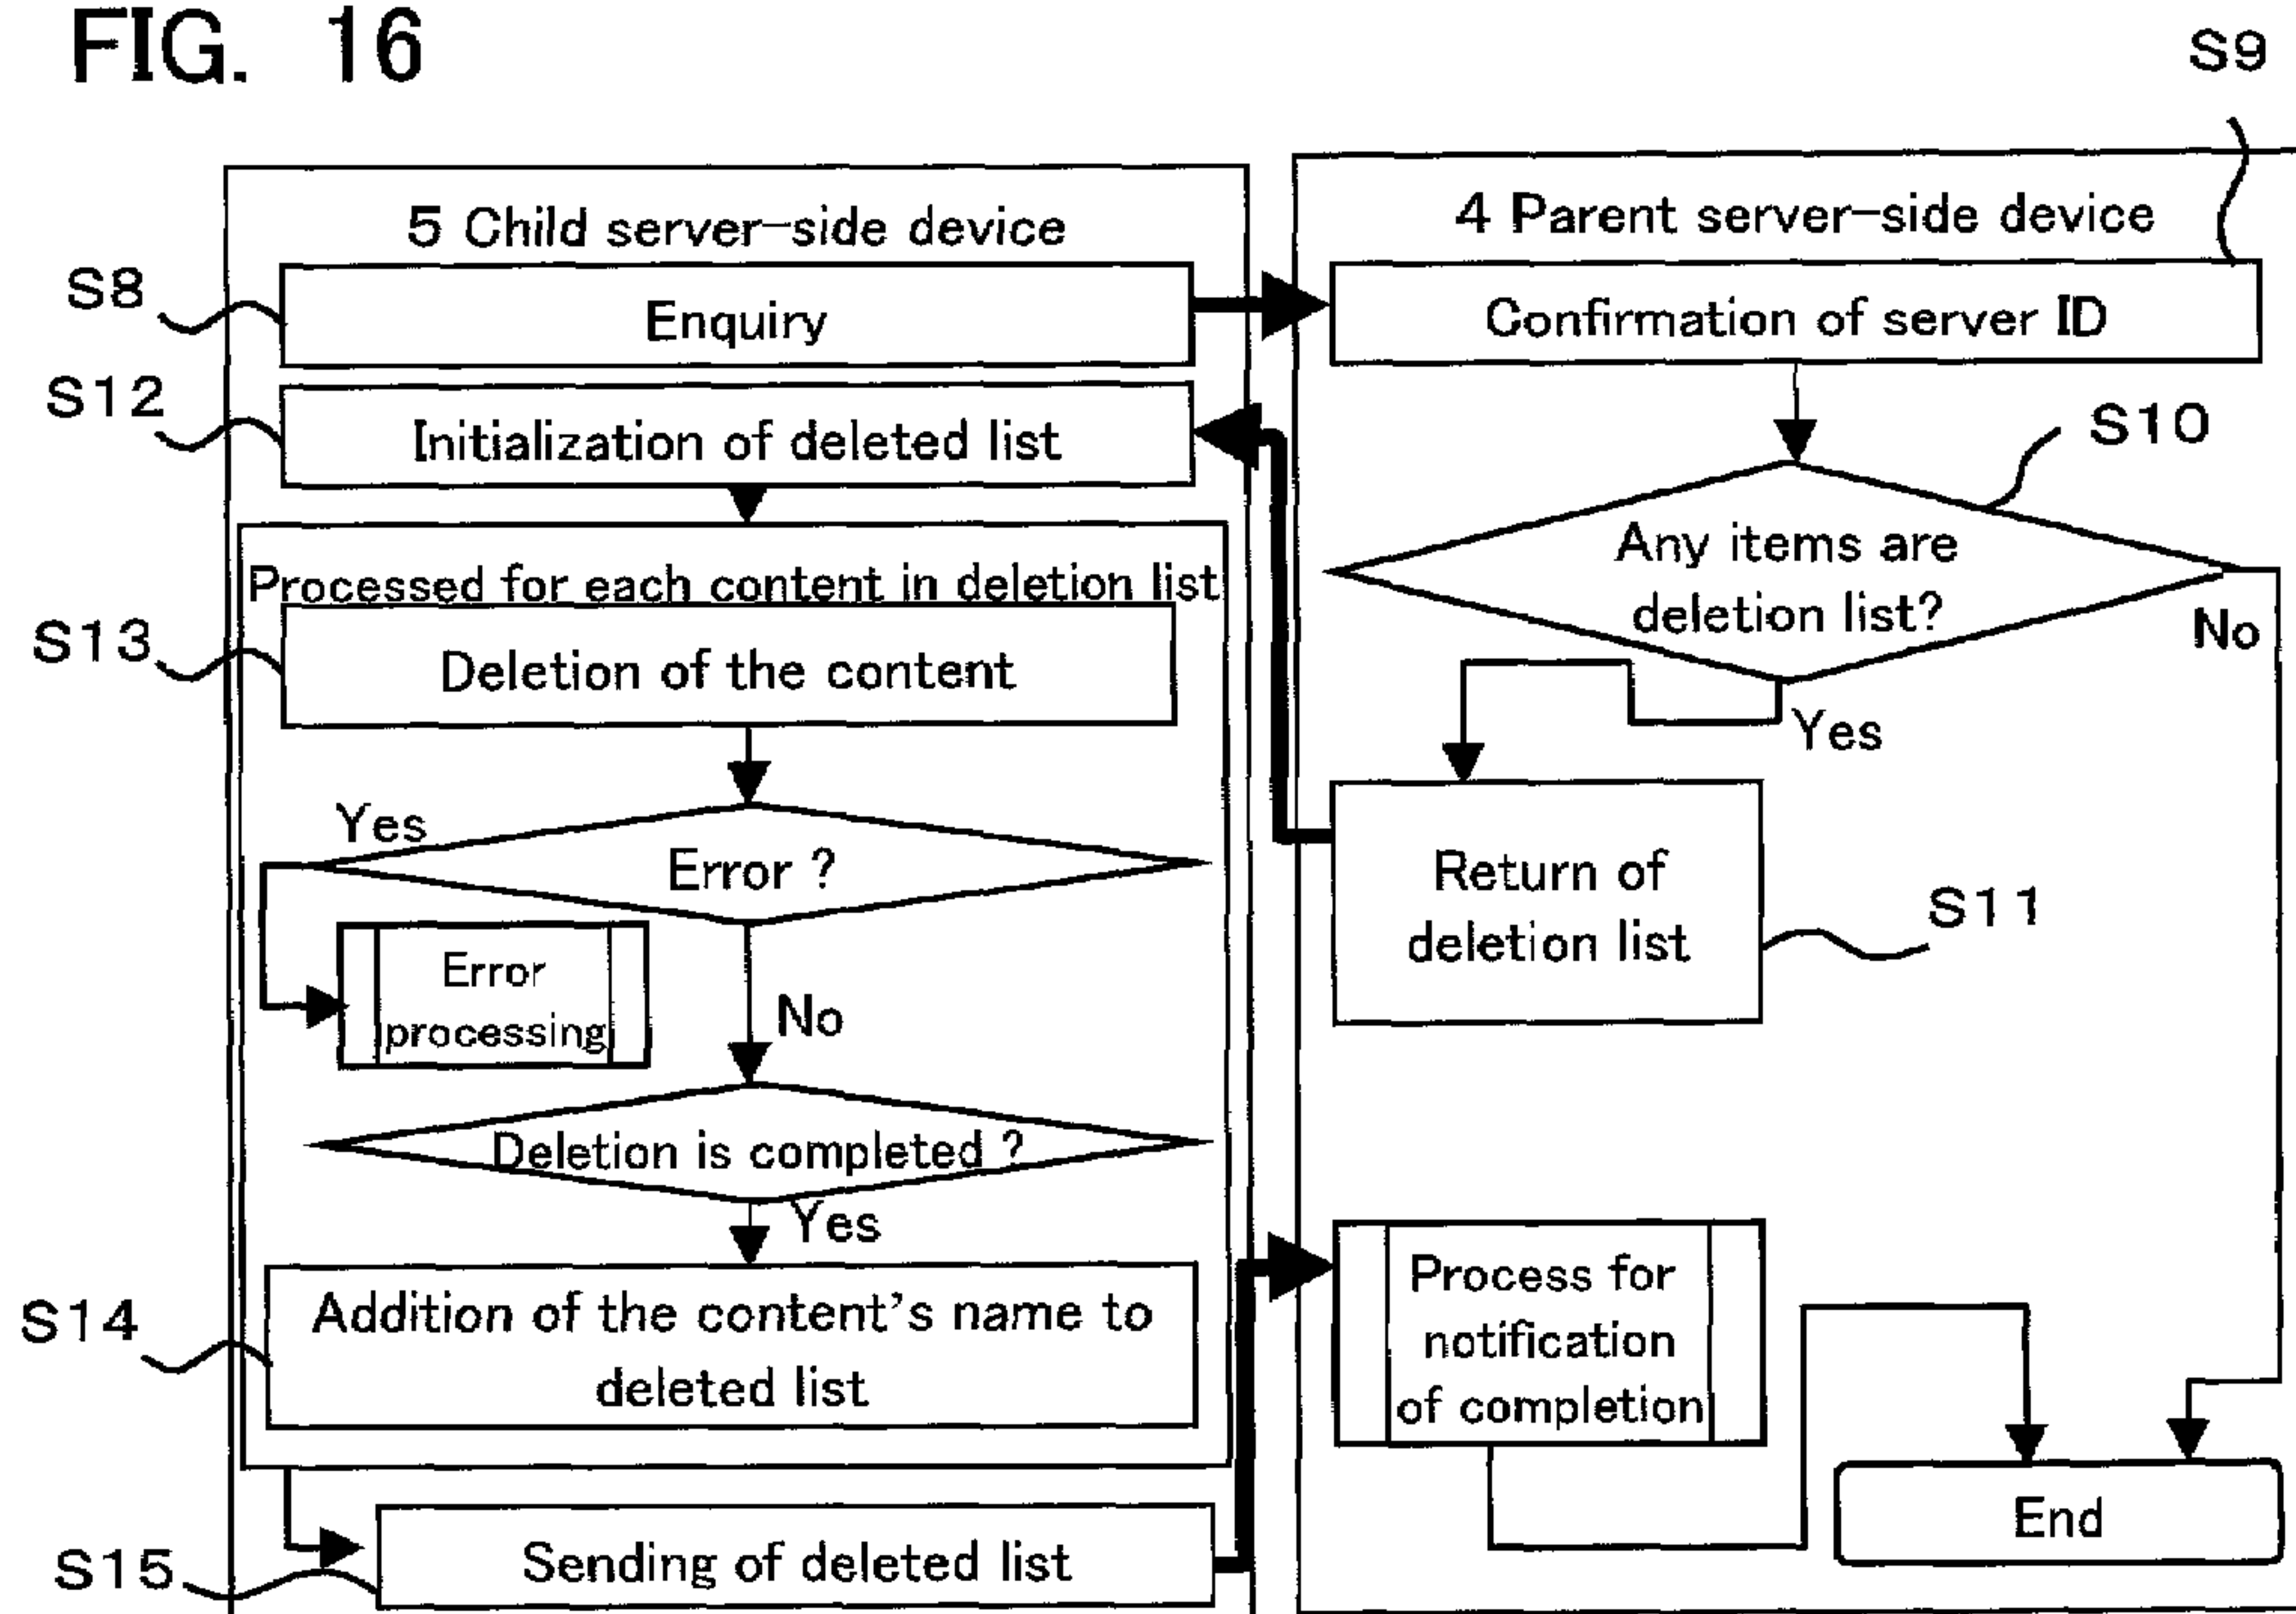 FIG. 16
S9
5 Child server-side device
4 Parent server-side device
S8
Enquiry
Confirmation of server ID
S12
Initialization of deleted list
S10
Any items are
deletion list?
No
Yes
Processed for each content in deletion list
S13
Deletion of the content
Yes
Error ?
Return of
deletion list
S11
Error
processing
No
Deletion is completed ?
Yes
S14
Addition of the content's name to
deleted list
Process for
notification
of completion
End
S15
Sending of deleted list